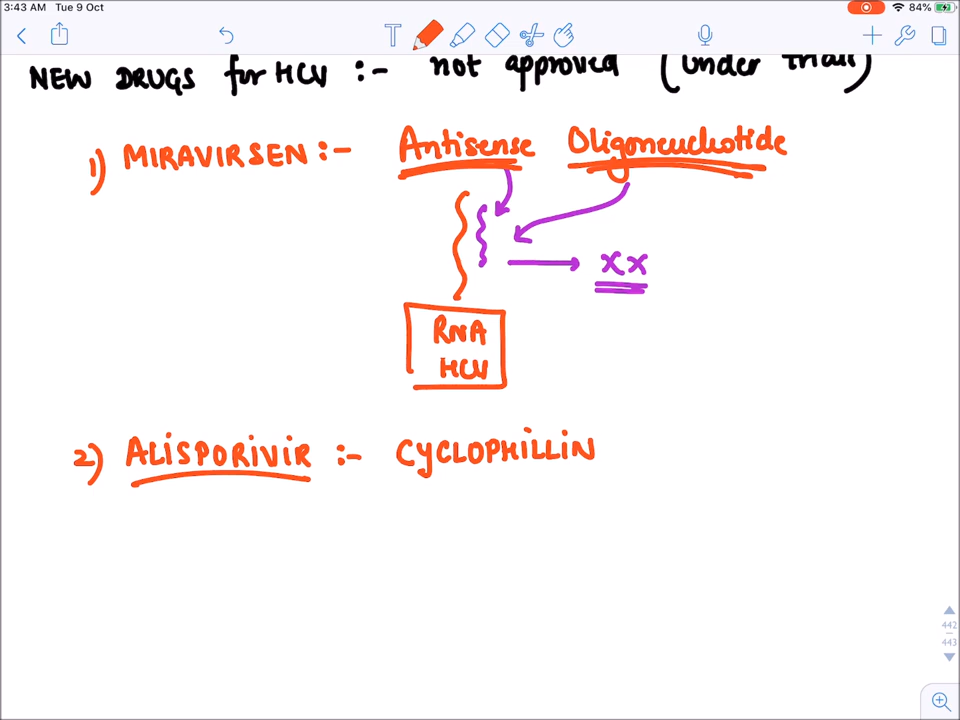 3:43 AM Tue 9 Oct
84%
T
NEW DRUGS for HCV :- not approved (Under trial)
1) MIRAVIRSEN :- Antisense Oligonucleotide
xx
RNA
HCV
2) ALISPORIVIR :- CYCLOPHILLIN
442
443